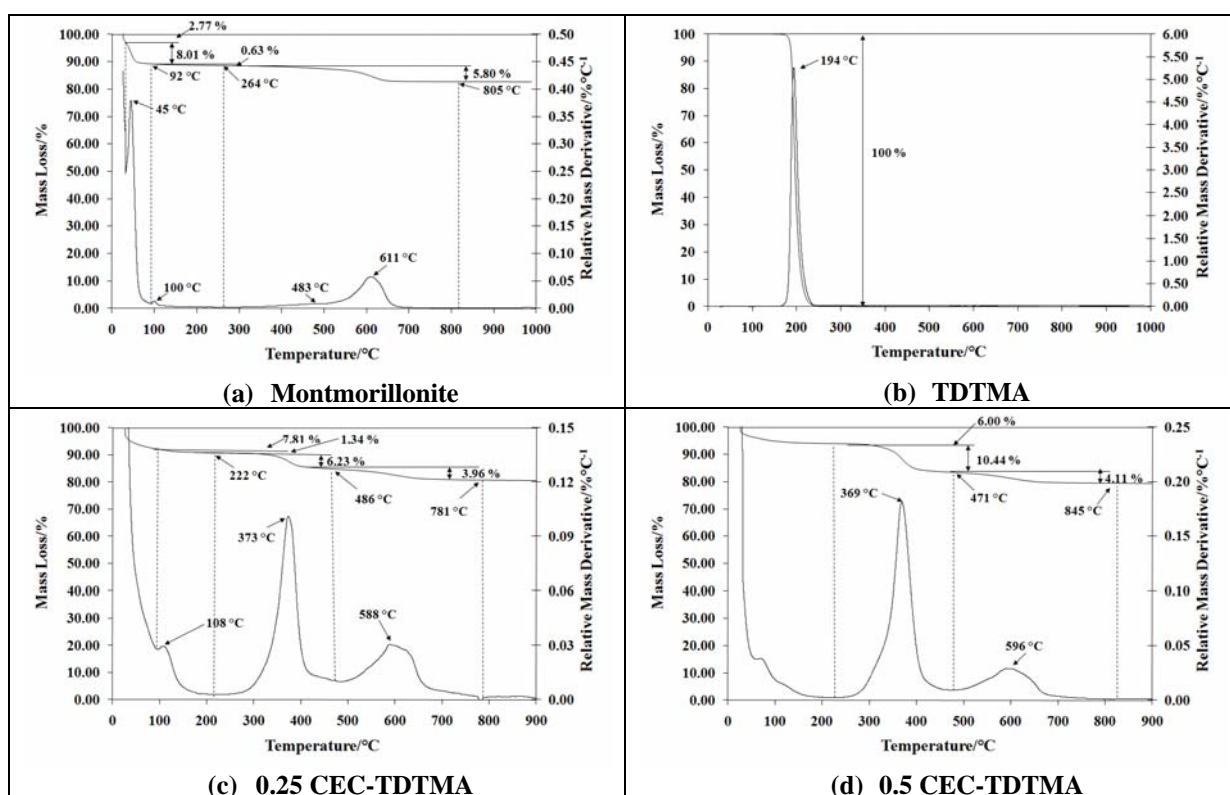 100.00
90.00
80.00
70.00
60.00
50.00
40.00
30.00
20.00
10.00
0.00
Mass Loss/%
2.77 %
8.01 %
0.63 %
5.80 %
92 °C
264 °C
805 °C
45 °C
100 °C
483 °C
611 °C
0.50
0.45
0.40
0.35
0.30
0.25
0.20
0.15
0.10
0.05
0.00
Relative Mass Derivative/%°C-1
0 100 200 300 400 500 600 700 800 900 1000
Temperature/°C
(a) Montmorillonite
100
90
80
70
60
50
40
30
20
10
0
Mass Loss/%
194 °C
100 %
6.00
5.50
5.00
4.50
4.00
3.50
3.00
2.50
2.00
1.50
1.00
0.50
0.00
Relative Mass Derivative/%°C-1
0 100 200 300 400 500 600 700 800 900 1000
Temperature/°C
(b) TDTMA
100.00
90.00
80.00
70.00
60.00
50.00
40.00
30.00
20.00
10.00
0.00
Mass Loss/%
7.81 %
1.34 %
6.23 %
3.96 %
222 °C
486 °C
781 °C
373 °C
108 °C
588 °C
0.15
0.12
0.09
0.06
0.03
0.00
Relative Mass Derivative/%°C-1
0 100 200 300 400 500 600 700 800 900
Temperature/°C
(c) 0.25 CEC-TDTMA
100.00
90.00
80.00
70.00
60.00
50.00
40.00
30.00
20.00
10.00
0.00
Mass Loss/%
6.00 %
10.44 %
4.11 %
369 °C
471 °C
845 °C
596 °C
0.25
0.20
0.15
0.10
0.05
0.00
Relative Mass Derivative/%°C-1
0 100 200 300 400 500 600 700 800 900
Temperature/°C
(d) 0.5 CEC-TDTMA